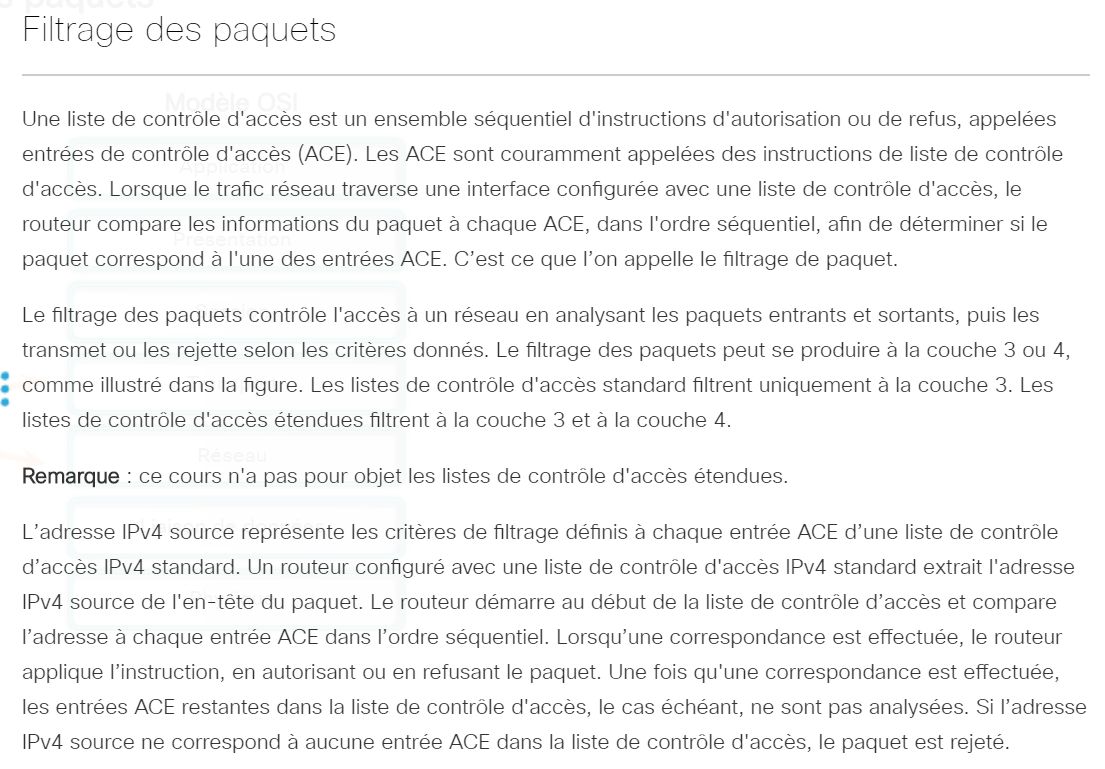 Filtrage des paquets
Modèle OSI
Une liste de contrôle d'accès est un ensemble séquentiel d'instructions d'autorisation ou de refus, appelées
entrées de contrôle d'accès (ACE). Les ACE sont couramment appelées des instructions de liste de contrôle
Application
d'accès. Lorsque le trafic réseau traverse une interface configurée avec une liste de contrôle d'accès, le
routeur compare les informations du paquet à chaque ACE, dans l'ordre séquentiel, afin de déterminer si le
Présentation
paquet correspond à l'une des entrées ACE. C’est ce que l’on appelle le filtrage de paquet.
Le filtrage des paquets contrôle l'accès à un réseau en analysant les paquets entrants et sortants, puis les
transmet ou les rejette selon les critères donnés. Le filtrage des paquets peut se produire à la couche 3 ou 4,
comme illustré dans la figure. Les listes de contrôle d'accès standard filtrent uniquement à la couche 3. Les
listes de contrôle d'accès étendues filtrent à la couche 3 et à la couche 4.
Réseau
Remarque : ce cours n'a pas pour objet les listes de contrôle d'accès étendues.
L’adresse IPv4 source représente les critères de filtrage définis à chaque entrée ACE d’une liste de contrôle
d’accès IPv4 standard. Un routeur configuré avec une liste de contrôle d'accès IPv4 standard extrait l'adresse
IPv4 source de l'en-tête du paquet. Le routeur démarre au début de la liste de contrôle d’accès et compare
l’adresse à chaque entrée ACE dans l’ordre séquentiel. Lorsqu’une correspondance est effectuée, le routeur
applique l’instruction, en autorisant ou en refusant le paquet. Une fois qu'une correspondance est effectuée,
les entrées ACE restantes dans la liste de contrôle d'accès, le cas échéant, ne sont pas analysées. Si l’adresse
IPv4 source ne correspond à aucune entrée ACE dans la liste de contrôle d'accès, le paquet est rejeté.